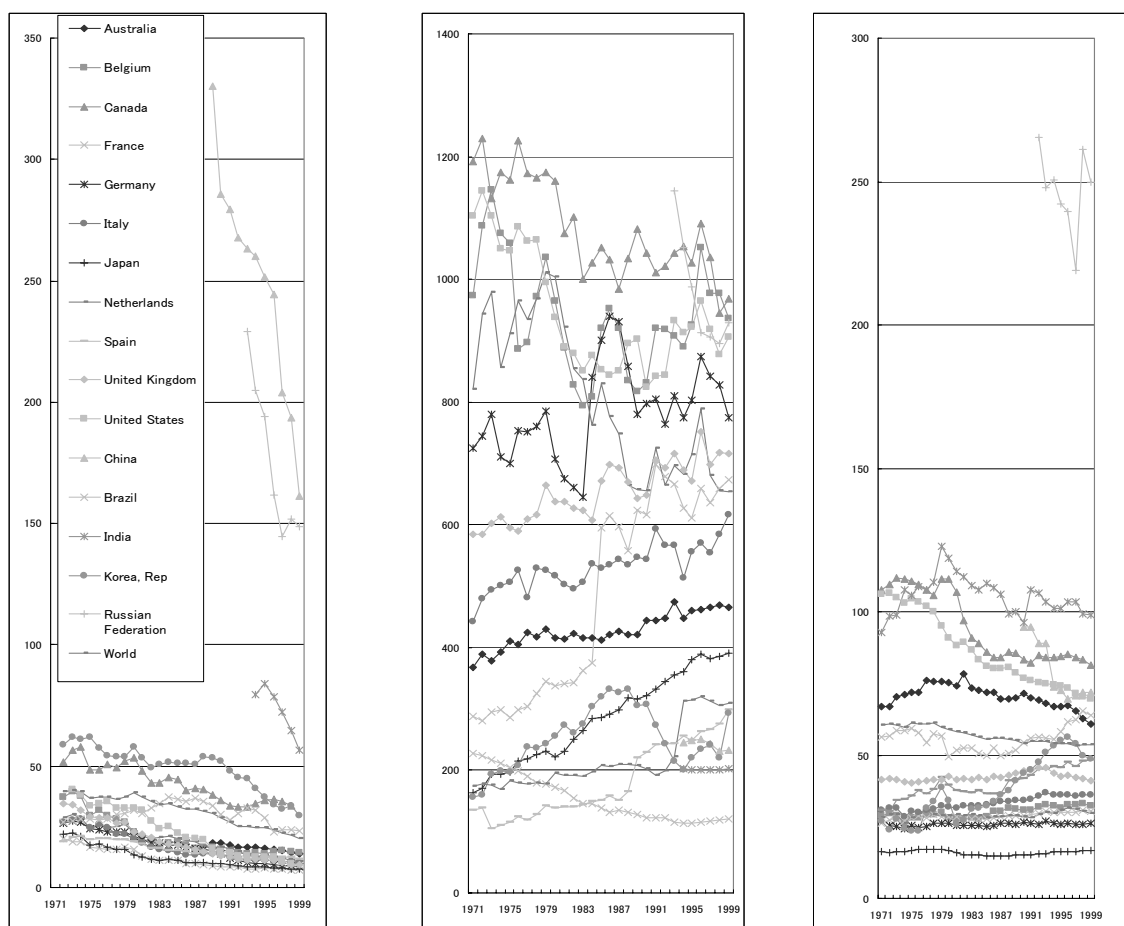 350
300
250
200
150
100
50
0
1971 1975 1979 1983 1987 1991 1995 1999
Australia
Belgium
Canada
France
Germany
Italy
Japan
Netherlands
Spain
United Kingdom
United States
China
Brazil
India
Korea, Rep
Russian
Federation
World
1400
1200
1000
800
600
400
200
0
1971 1975 1979 1983 1987 1991 1995 1999
300
250
200
150
100
50
0
1971 1975 1979 1983 1987 1991 1995 1999